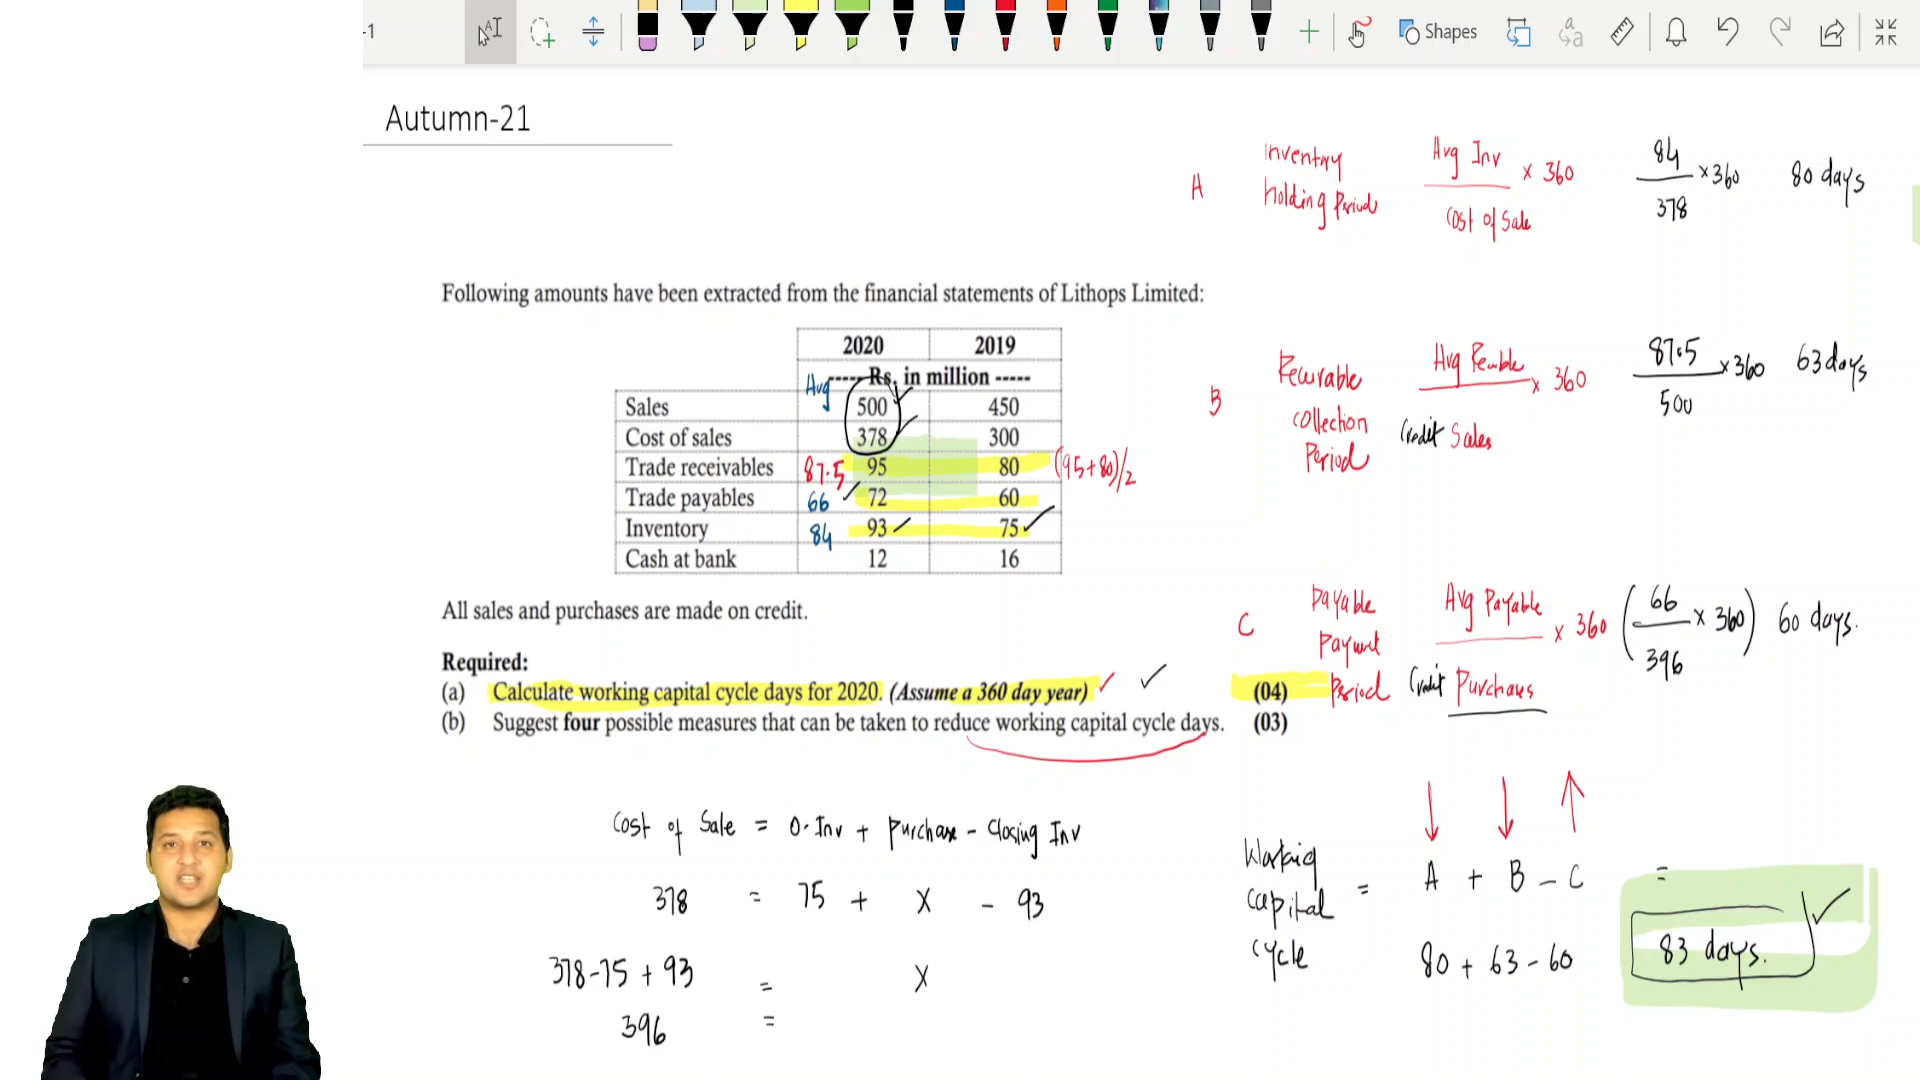 -1
Shapes
Autumn-21
Following amounts have been extracted from the financial statements of Lithops Limited:
2020 2019
Avg ----- Rs. in million -----
Sales 500 450
Cost of sales 378 300
Trade receivables 87.5 95 80 (95+80)/2
Trade payables 66 72 60
Inventory 84 93 75
Cash at bank 12 16
All sales and purchases are made on credit.
Required:
(a) Calculate working capital cycle days for 2020. (Assume a 360 day year) (04)
(b) Suggest four possible measures that can be taken to reduce working capital cycle days. (03)
Cost of Sale = O.Inv + Purchase - Closing Inv
378 = 75 + X - 93
378-75 + 93 = X
396 =
A Inventory holding Period
Avg Inv × 360
Cost of Sale
84 × 360 80 days
378
B
collection
Period
Avg × 360
Credit Sales
87.5 × 360 63 days
500
C Payable
Period
Avg Payable × 360
Credit Purchases
(66 × 360) 60 days.
396
Working
Capital = A + B - C =
Cycle 80 + 63 - 60 83 days.